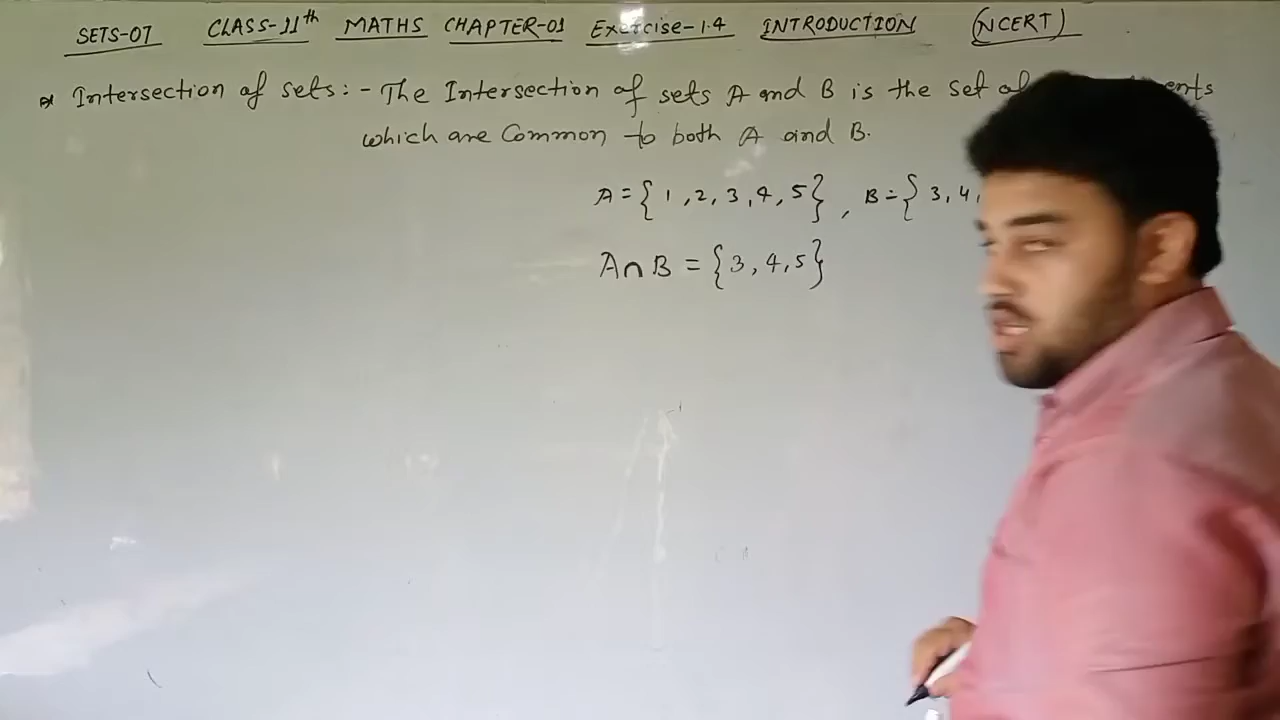 SETS-07 CLASS-11th MATHS CHAPTER-01 Exercise-1.4 INTRODUCTION (NCERT)
Intersection of sets:- The Intersection of sets A and B is the set of
which are Common to both A and B.
A={1,2,3,4,5}, B={3,4,
A∩B={3,4,5}